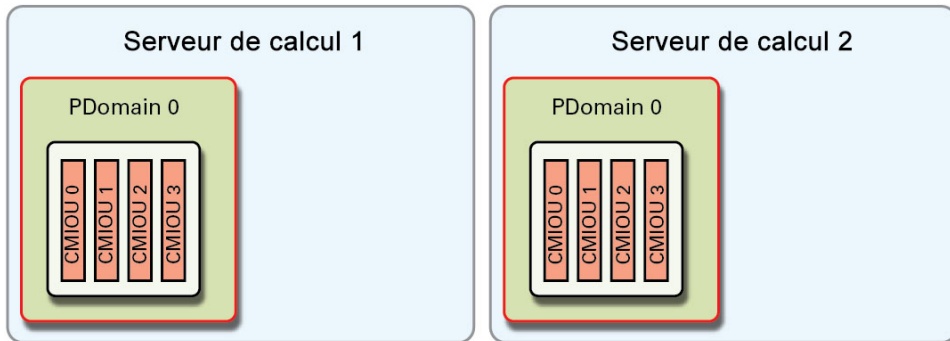 Serveur de calcul 1
PDomain 0
CMIOU 0
CMIOU 1
CMIOU 2
CMIOU 3
Serveur de calcul 2
PDomain 0
CMIOU 0
CMIOU 1
CMIOU 2
CMIOU 3